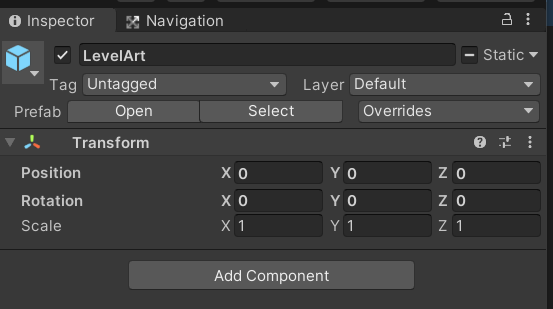 Inspector Navigation
LevelArt Static
Tag Untagged Layer Default
Prefab Open Select Overrides
Transform
Position X 0 Y 0 Z 0
Rotation X 0 Y 0 Z 0
Scale X 1 Y 1 Z 1
Add Component